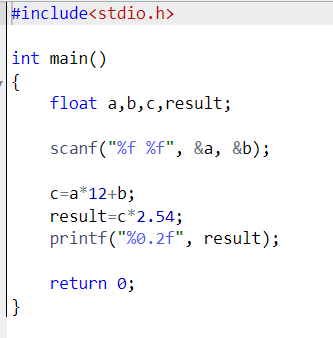 #include<stdio.h>
int main()
{
float a,b,c,result;
scanf("%f %f", &a, &b);
c=a*12+b;
result=c*2.54;
printf("%0.2f", result);
return 0;
}